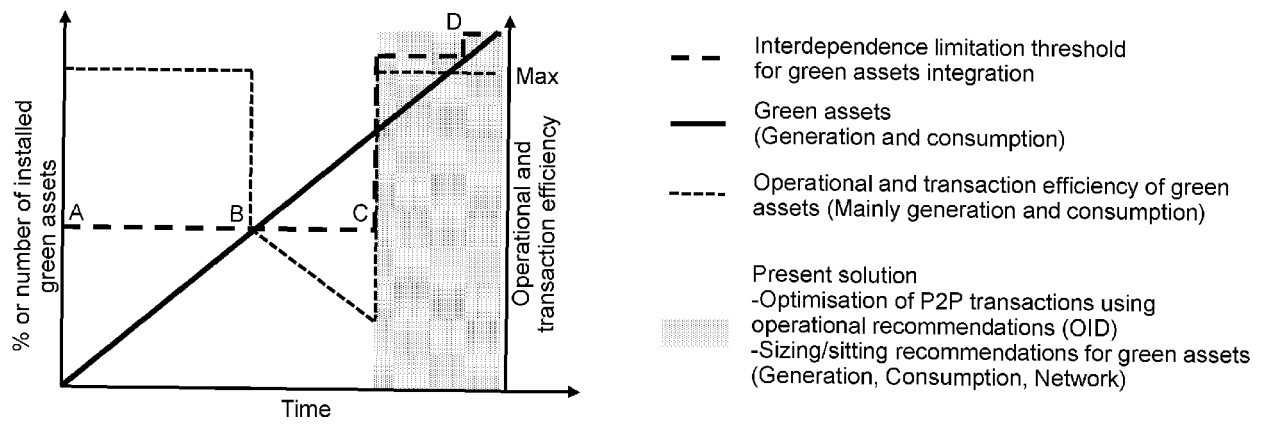 % or number of installed
green assets
A
B
C
D
Max
Operational and
transaction efficiency
Time
Interdependence limitation threshold
for green assets integration
Green assets
(Generation and consumption)
Operational and transaction efficiency of green
assets (Mainly generation and consumption)
Present solution
-Optimisation of P2P transactions using
operational recommendations (OID)
-Sizing/sitting recommendations for green assets
(Generation, Consumption, Network)